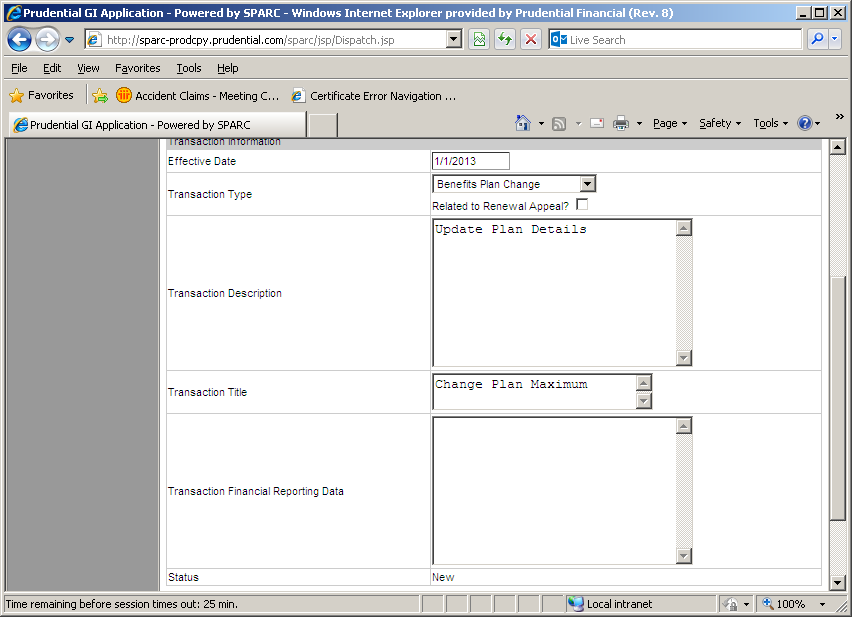 Prudential GI Application - Powered by SPARC - Windows Internet Explorer provided by Prudential Financial (Rev. 8)
http://sparc-prodcpy.prudential.com/sparc/jsp/Dispatch.jsp
Live Search
File Edit View Favorites Tools Help
Favorites Accident Claims - Meeting C... Certificate Error Navigation ...
Prudential GI Application - Powered by SPARC
Page Safety Tools »
Transaction Information
Effective Date 1/1/2013
Transaction Type Benefits Plan Change
Related to Renewal Appeal?
Transaction Description Update Plan Details
Transaction Title Change Plan Maximum
Transaction Financial Reporting Data
Status New
Time remaining before session times out: 25 min. Local intranet 100%